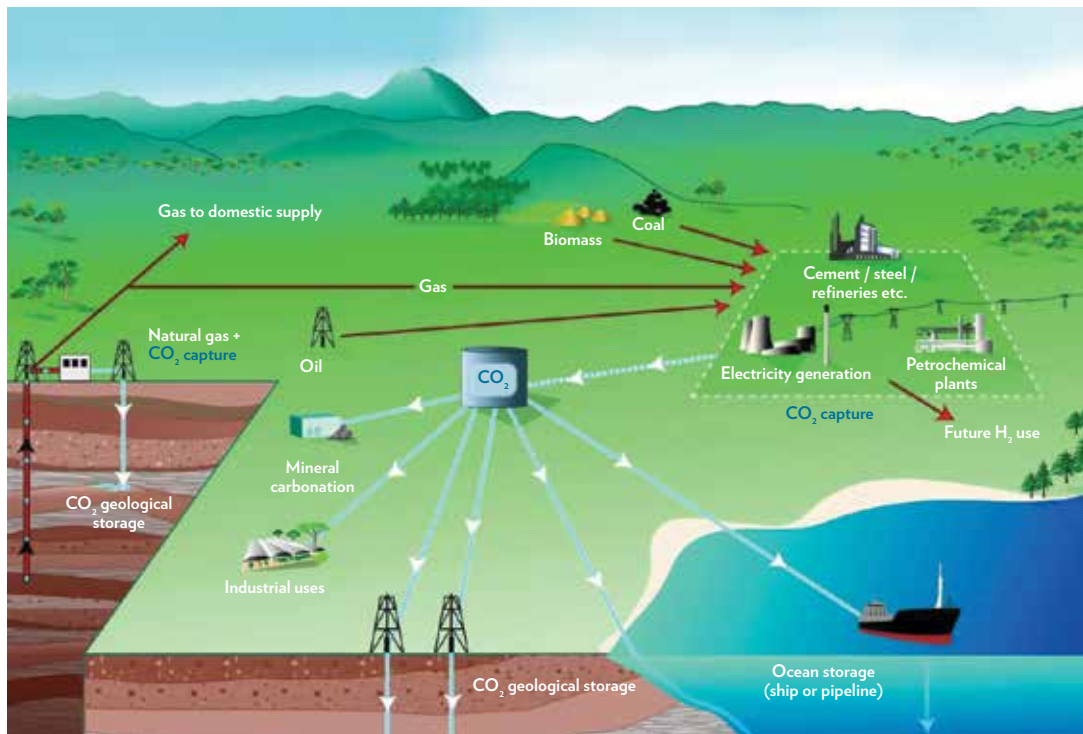 Gas to domestic supply
Coal
Biomass
Cement / steel /
refineries etc.
Gas
Natural gas +
CO₂ capture
Oil
CO₂
Electricity generation
Petrochemical
plants
CO₂ capture
Future H₂ use
Mineral
carbonation
CO₂ geological
storage
Industrial uses
CO₂ geological storage
Ocean storage
(ship or pipeline)